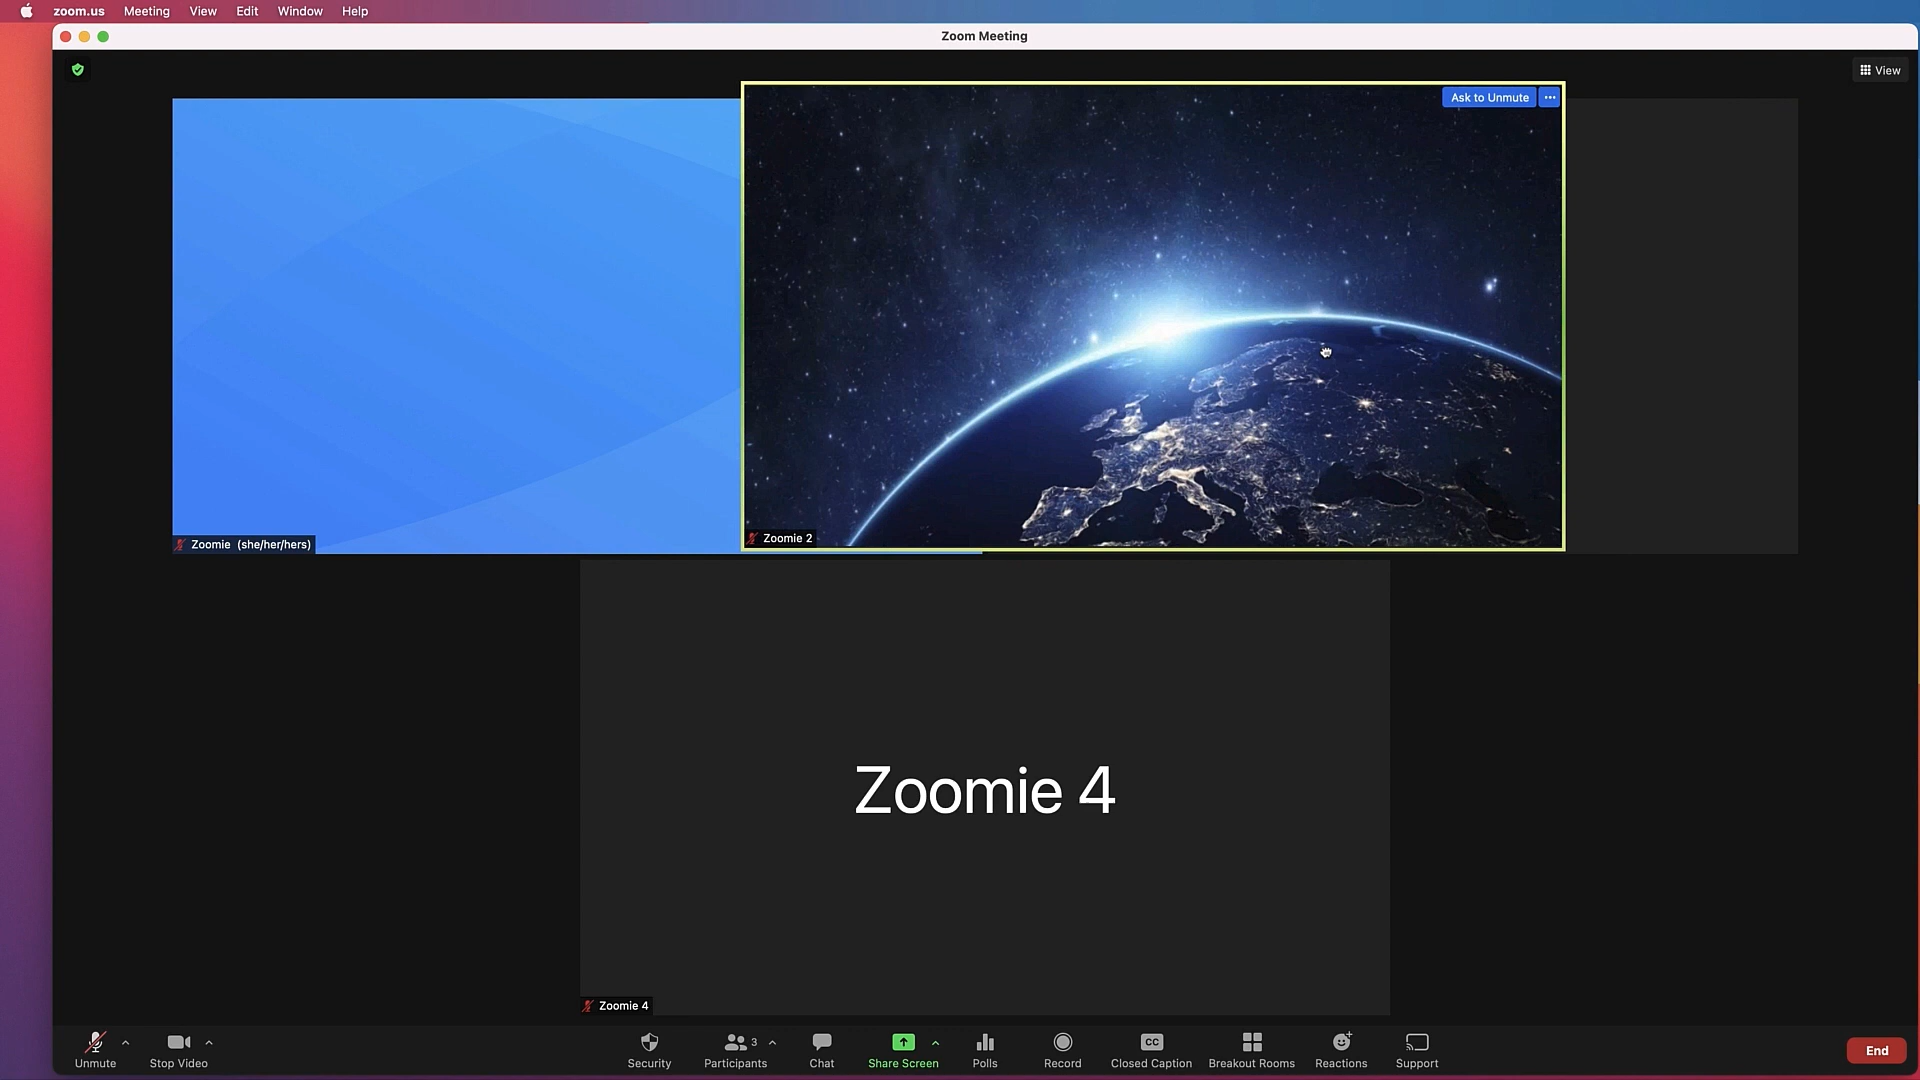 zoom.us Meeting View Edit Window Help
Zoom Meeting
View
Ask to Unmute
Zoomie (she/her/hers)
Zoomie 2
Zoomie 4
Zoomie 4
Unmute
Stop Video
Security
3
Participants
Chat
Share Screen
Polls
Record
CC
Closed Caption
Breakout Rooms
Reactions
Support
End